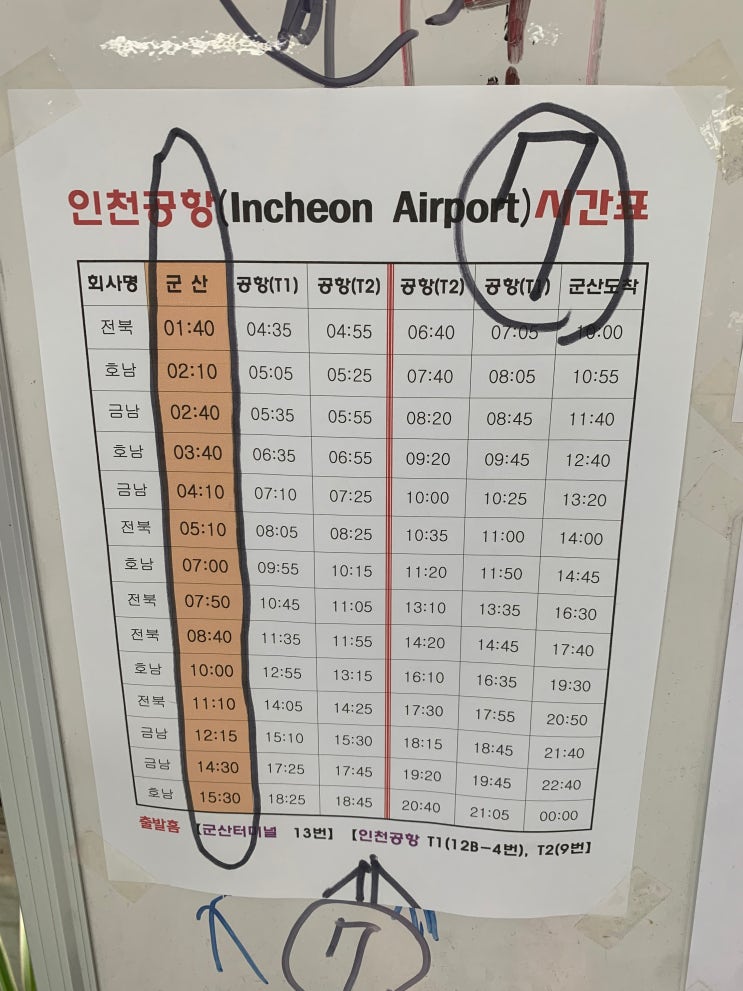 인천공항(Incheon Airport)시간표
7
회사명 군 산 공항(T1) 공항(T2) 공항(T2) 공항(T1) 군산도착
전북 01:40 04:35 04:55 06:40 07:05 10:00
호남 02:10 05:05 05:25 07:40 08:05 10:55
금남 02:40 05:35 05:55 08:20 08:45 11:40
호남 03:40 06:35 06:55 09:20 09:45 12:40
금남 04:10 07:10 07:25 10:00 10:25 13:20
전북 05:10 08:05 08:25 10:35 11:00 14:00
호남 07:00 09:55 10:15 11:20 11:50 14:45
전북 07:50 10:45 11:05 13:10 13:35 16:30
전북 08:40 11:35 11:55 14:20 14:45 17:40
호남 10:00 12:55 13:15 16:10 16:35 19:30
전북 11:10 14:05 14:25 17:30 17:55 20:50
금남 12:15 15:10 15:30 18:15 18:45 21:40
금남 14:30 17:25 17:45 19:20 19:45 22:40
호남 15:30 18:25 18:45 20:40 21:05 00:00
출발홈 【군산터미널 13번】 【인천공항 T1(12B-4번), T2(9번】
7